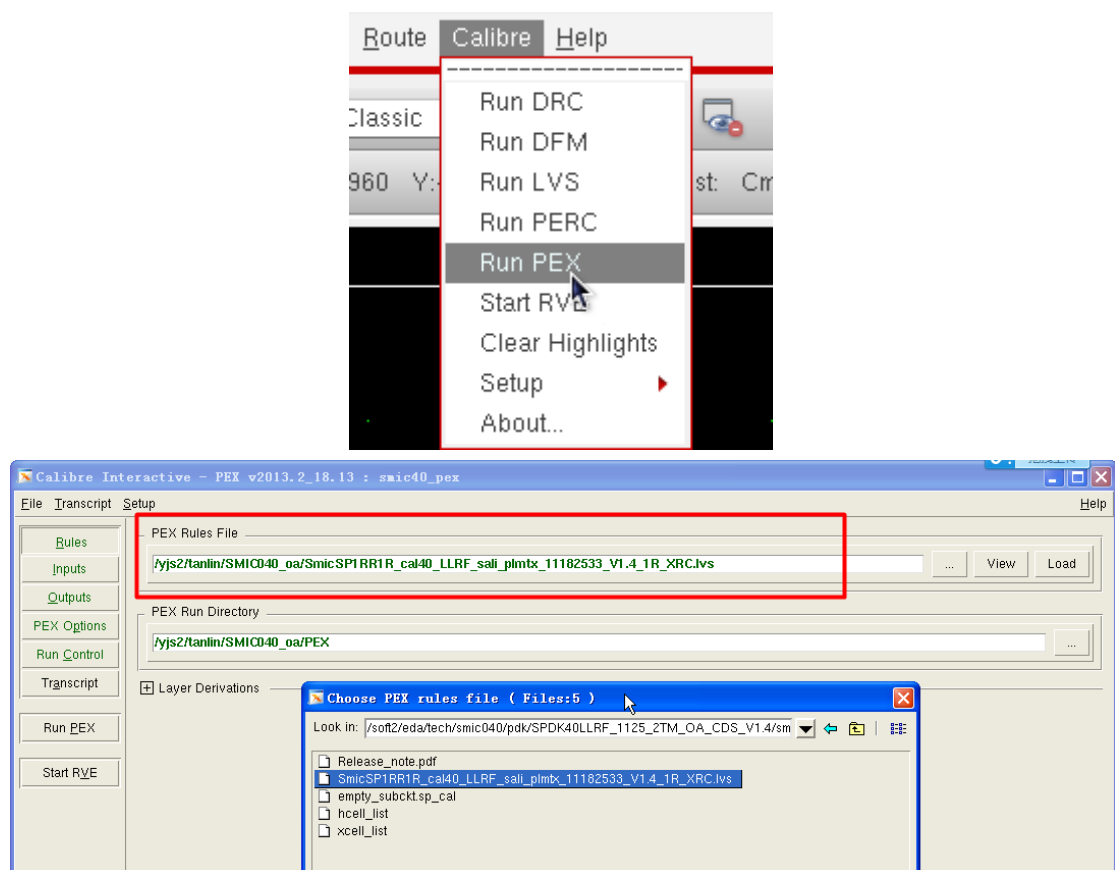 Route Calibre Help
Classic
Run DRC
Run DFM
960 Y:
Run LVS
st: Cm
Run PERC
Run PEX
Start RVE
Clear Highlights
Setup
About...
Calibre Interactive - PEX v2013.2_18.13 : smic40_pex
File Transcript Setup Help
Rules
Inputs
Outputs
PEX Options
Run Control
Transcript
Run PEX
Start RVE
PEX Rules File
/yjs2/tanlin/SMIC040_oa/SmicSP1RR1R_cal40_LLRF_sali_plmtx_11182533_V1.4_1R_XRC.lvs
... View Load
PEX Run Directory
/yjs2/tanlin/SMIC040_oa/PEX
...
Layer Derivations
Choose PEX rules file ( Files:5 )
Look in: /soft2/eda/tech/smic040/pdk/SPDK40LLRF_1125_2TM_OA_CDS_V1.4/sm
Release_note.pdf
SmicSP1RR1R_cal40_LLRF_sali_plmtx_11182533_V1.4_1R_XRC.lvs
empty_subckt.sp_cal
hcell_list
xcell_list